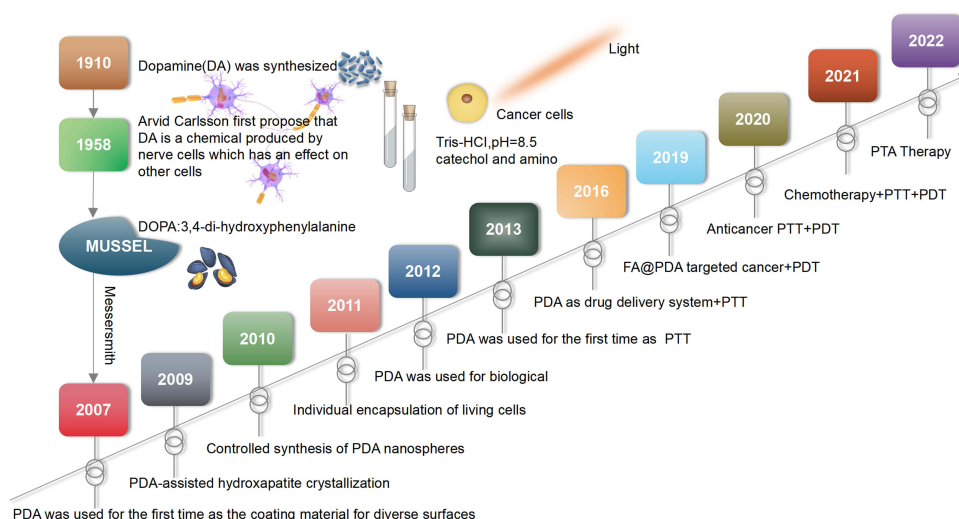 1910
Dopamine(DA) was synthesized
1958
Arvid Carlsson first propose that
DA is a chemical produced by
nerve cells which has an effect on
other cells
MUSSEL
DOPA:3,4-di-hydroxyphenylalanine
Messersmith
Light
Cancer cells
Tris-HCl,pH=8.5
catechol and amino
2007
PDA was used for the first time as the coating material for diverse surfaces
2009
PDA-assisted hydroxapatite crystallization
2010
Controlled synthesis of PDA nanospheres
2011
Individual encapsulation of living cells
2012
PDA was used for biological
2013
PDA was used for the first time as PTT
2016
PDA as drug delivery system+PTT
2019
FA@PDA targeted cancer+PDT
2020
Anticancer PTT+PDT
2021
Chemotherapy+PTT+PDT
2022
PTA Therapy